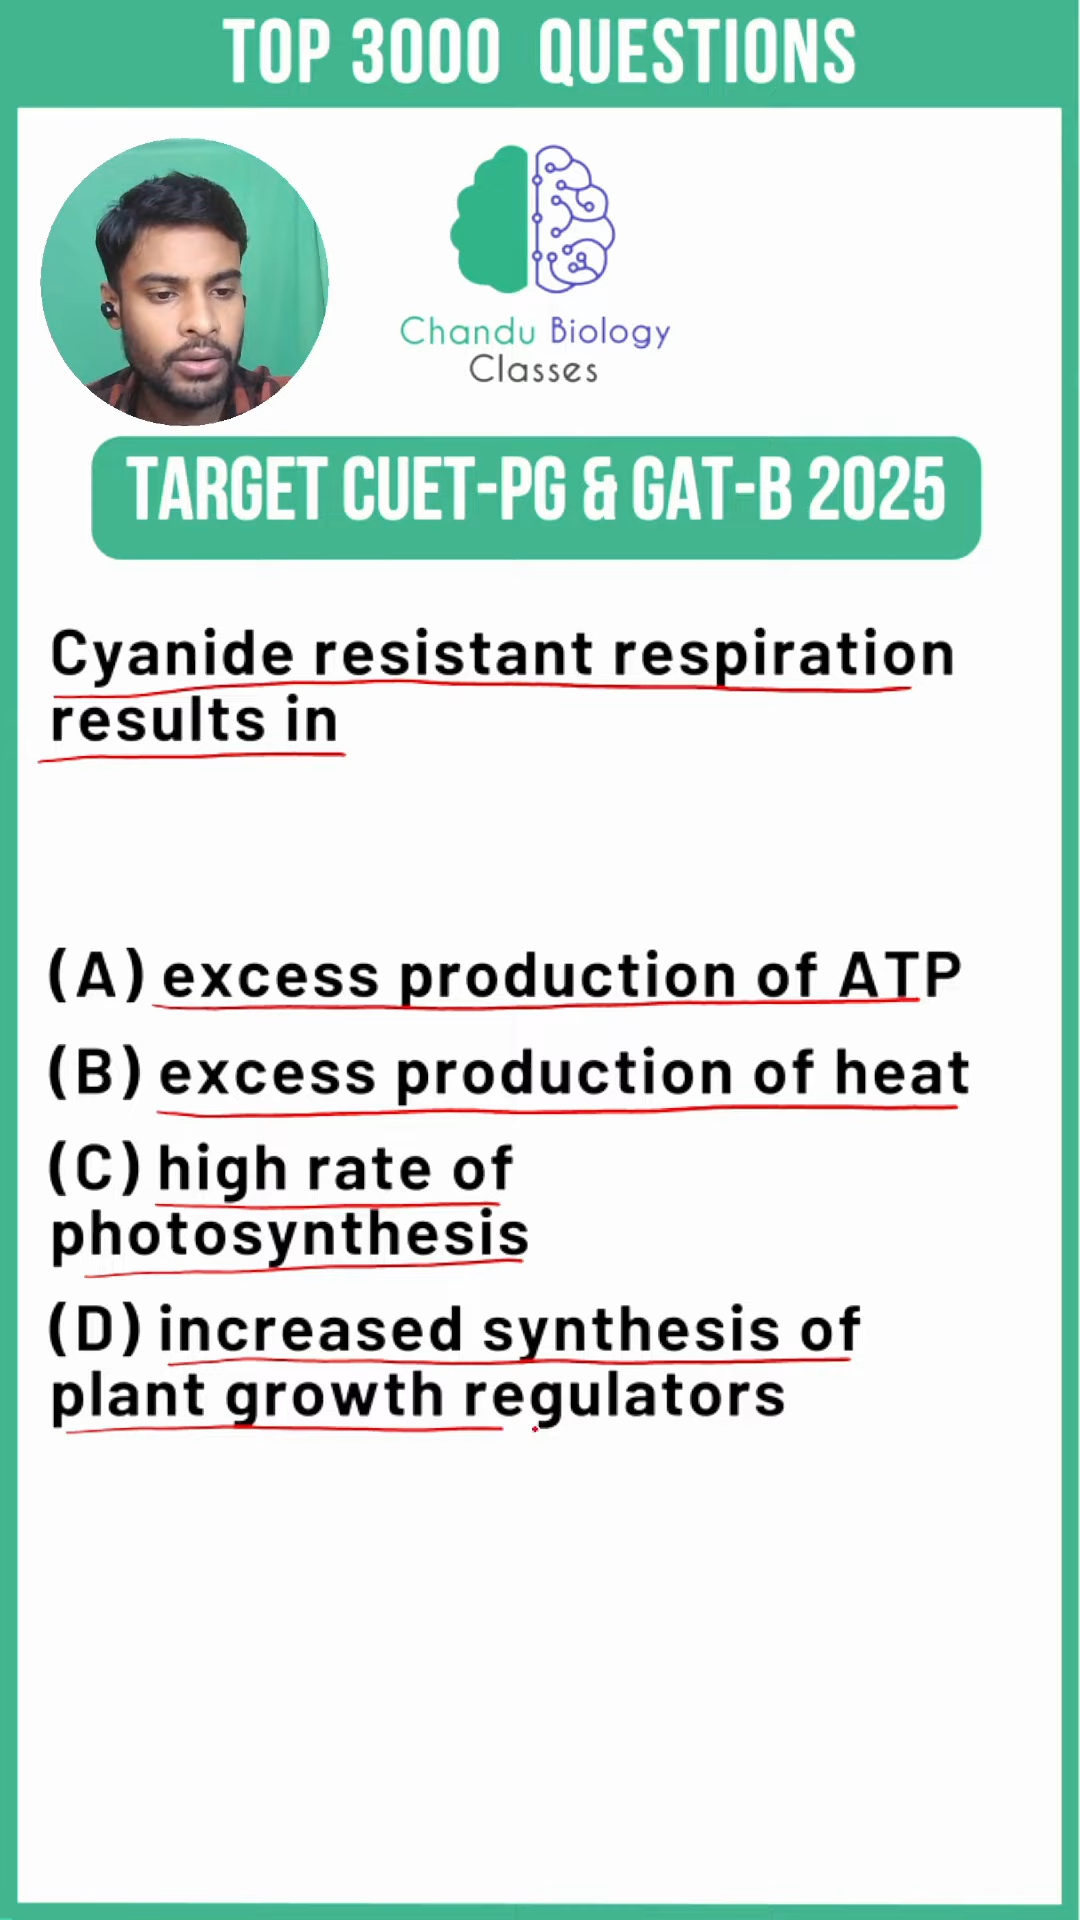 TOP 3000 QUESTIONS
Chandu Biology
Classes
TARGET CUET-PG & GAT-B 2025
Cyanide resistant respiration
results in
(A) excess production of ATP
(B) excess production of heat
(C) high rate of
photosynthesis
(D) increased synthesis of
plant growth regulators